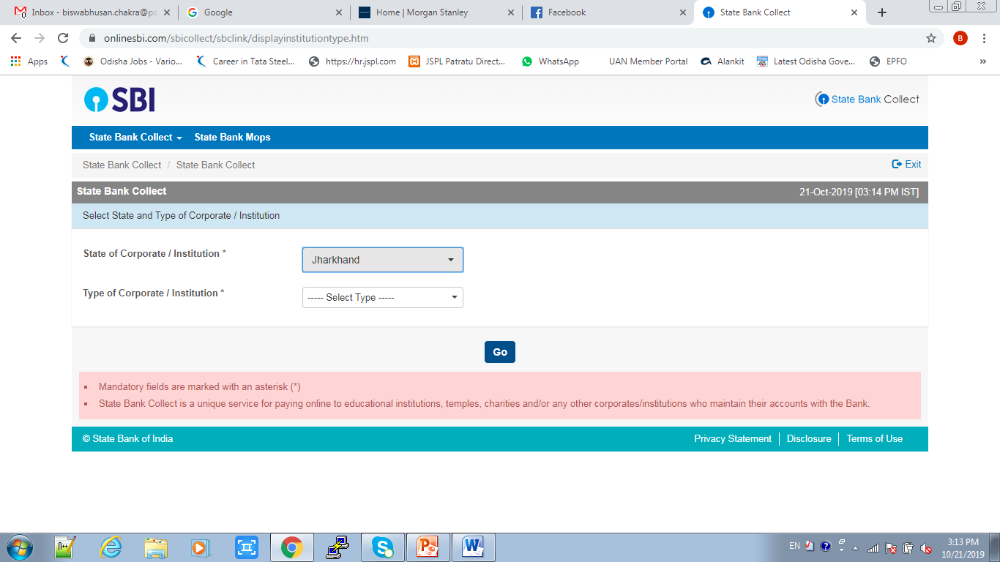 Inbox - biswabhusan.chakra@pa
Google
Home | Morgan Stanley
Facebook
State Bank Collect
onlinesbi.com/sbicollect/sbclink/displayinstitutiontype.htm
B
Apps
Odisha Jobs - Vario...
Career in Tata Steel...
https://hr.jspl.com
JSPL Patratu Direct...
WhatsApp
UAN Member Portal
Alankit
Latest Odisha Gove...
EPFO
»
SBI
State Bank Collect
State Bank Collect
State Bank Mops
State Bank Collect / State Bank Collect
Exit
State Bank Collect
21-Oct-2019 [03:14 PM IST]
Select State and Type of Corporate / Institution
State of Corporate / Institution *
Jharkhand
Type of Corporate / Institution *
----- Select Type -----
Go
Mandatory fields are marked with an asterisk (*)
State Bank Collect is a unique service for paying online to educational institutions, temples, charities and/or any other corporates/institutions who maintain their accounts with the Bank.
© State Bank of India
Privacy Statement
Disclosure
Terms of Use
EN
3:13 PM
10/21/2019